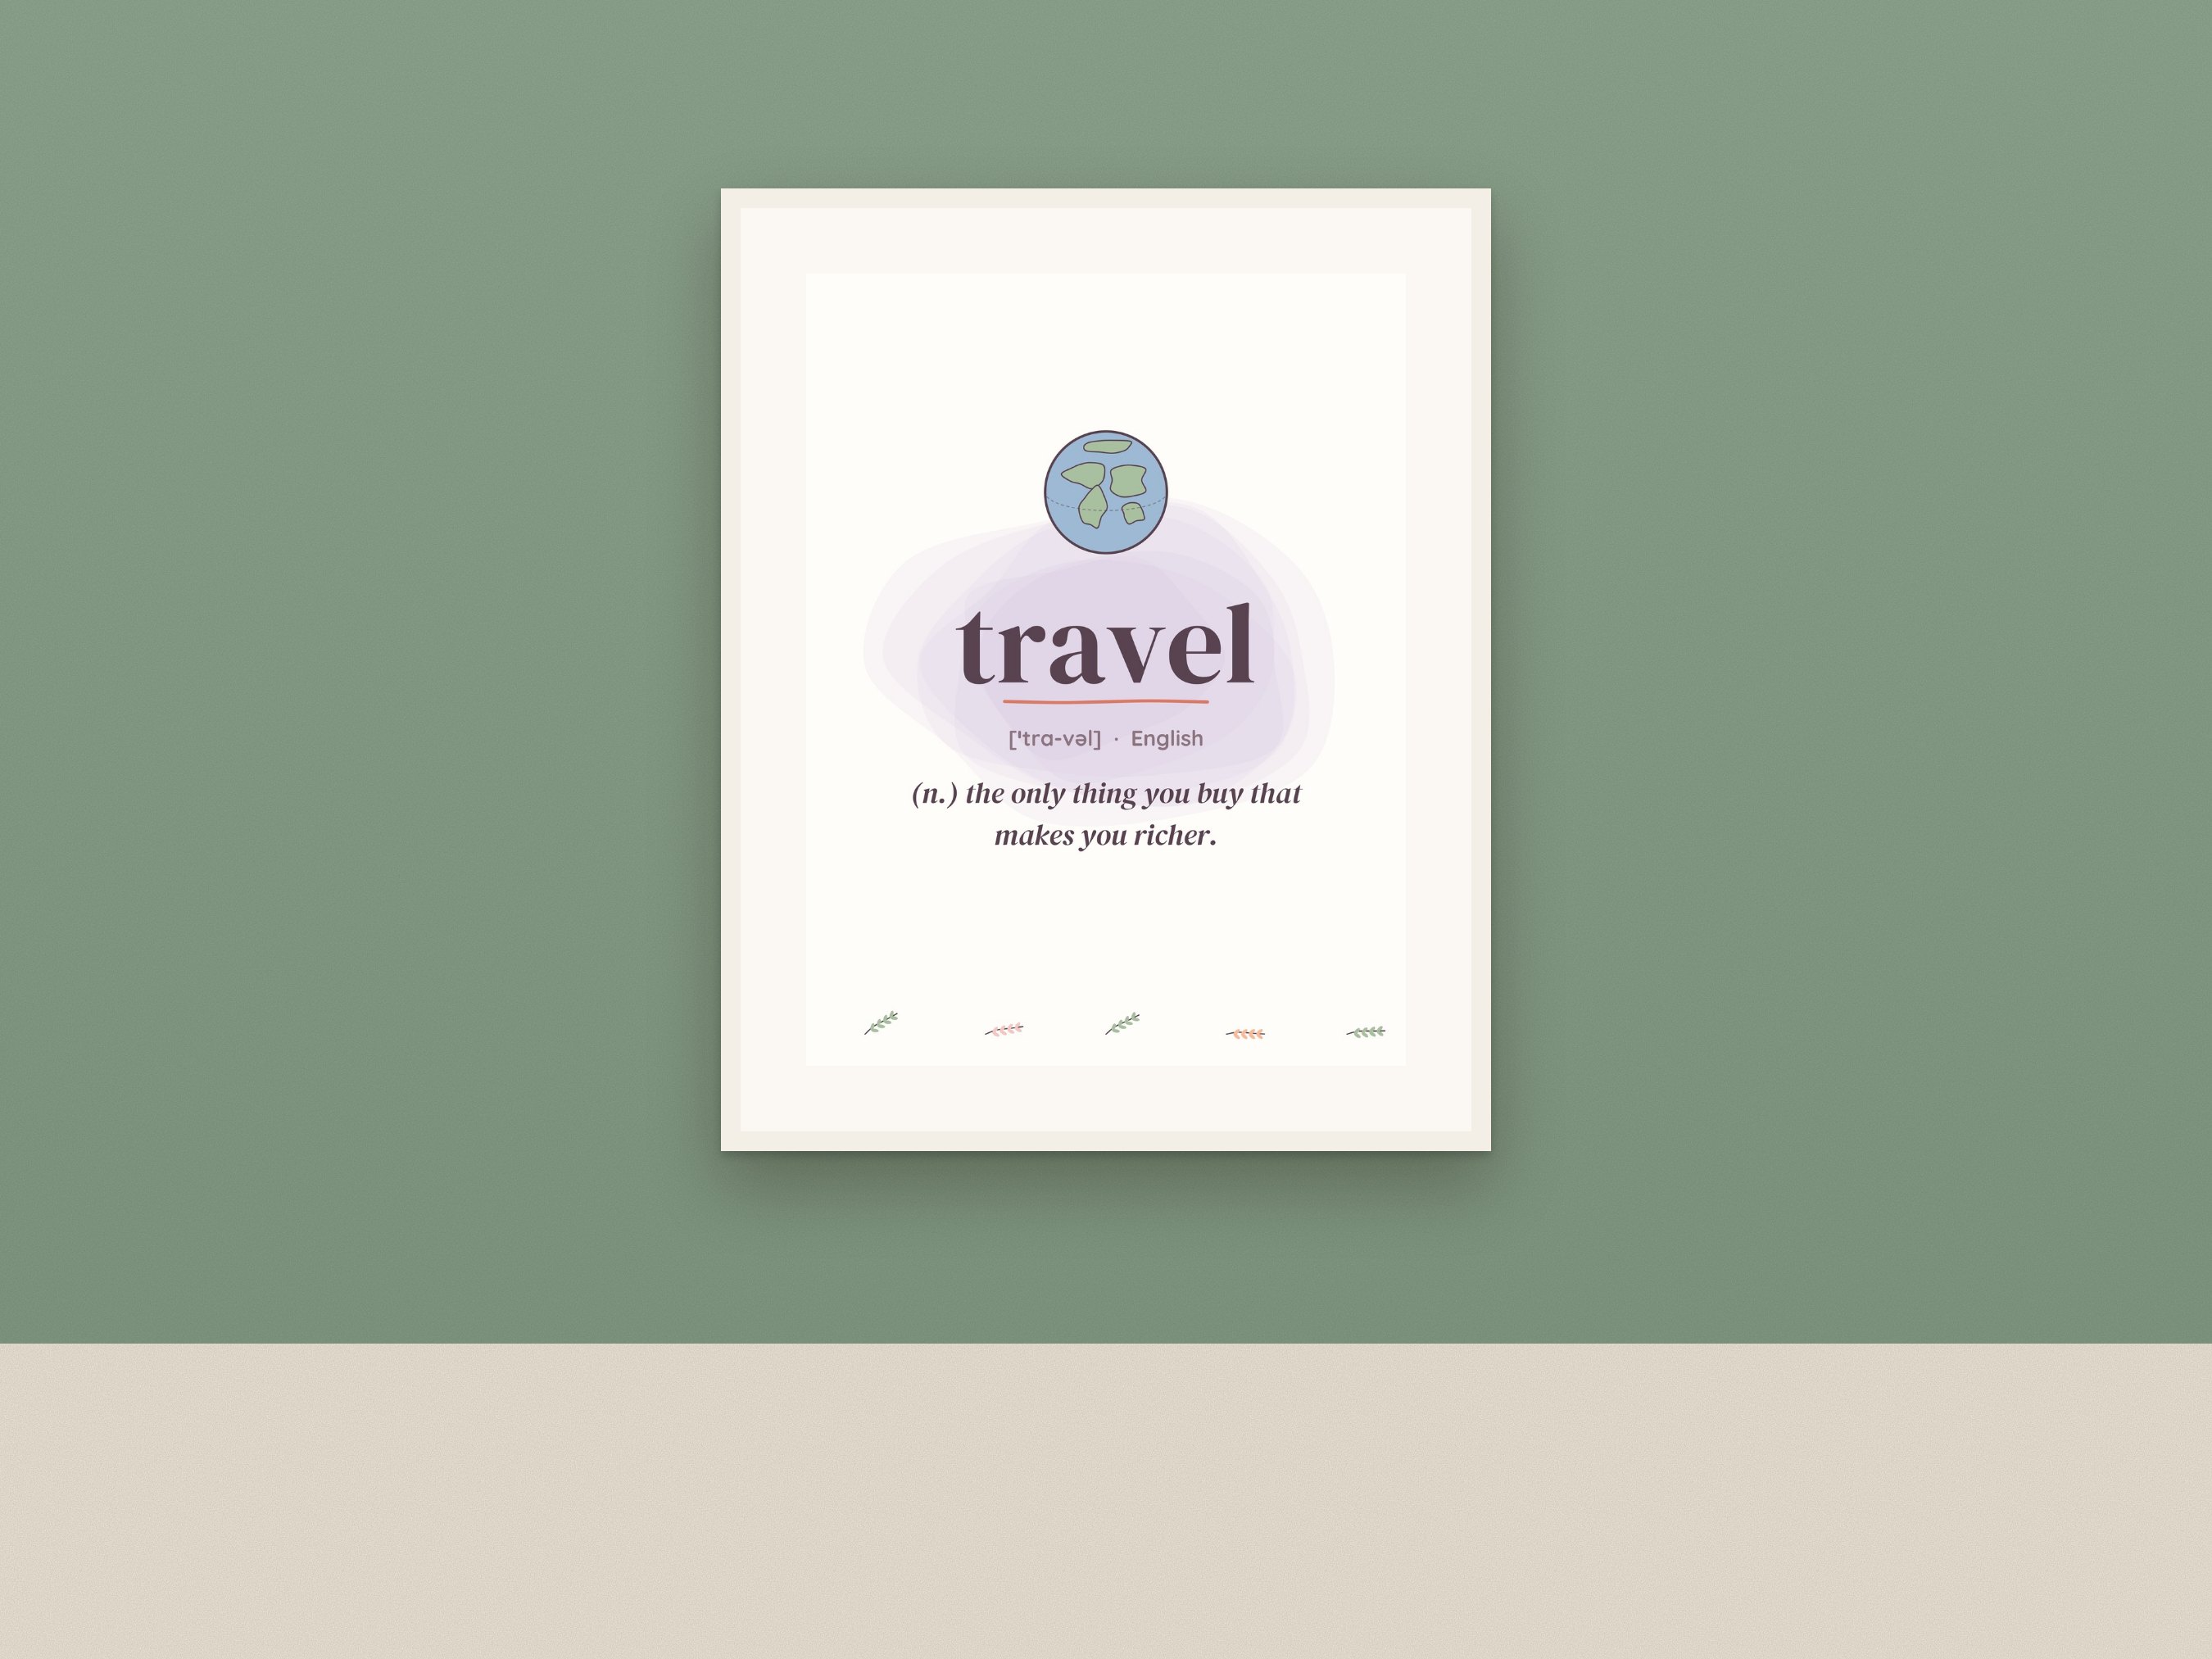 travel
['tra-vəl] · English
(n.) the only thing you buy that
makes you richer.